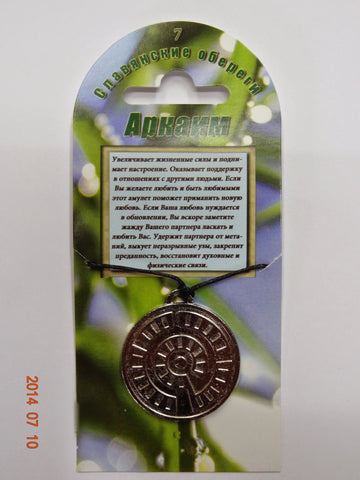 7
Славянские обереги
Аркаим
Увеличивает жизненные силы и подни-
мает настроение. Оказывает поддержку
в отношениях с другими людьми. Если
Вы желаете любить и быть любимыми
этот амулет поможет приманить новую
любовь. Если Ваша любовь нуждается
в обновлении, Вы вскоре заметите
жажду Вашего партнера ласкать и
любить Вас. Удержит партнера от мета-
ний, выкует неразрывные узы, закрепит
преданность, восстановит духовные и
физические связи.
2014 07 10